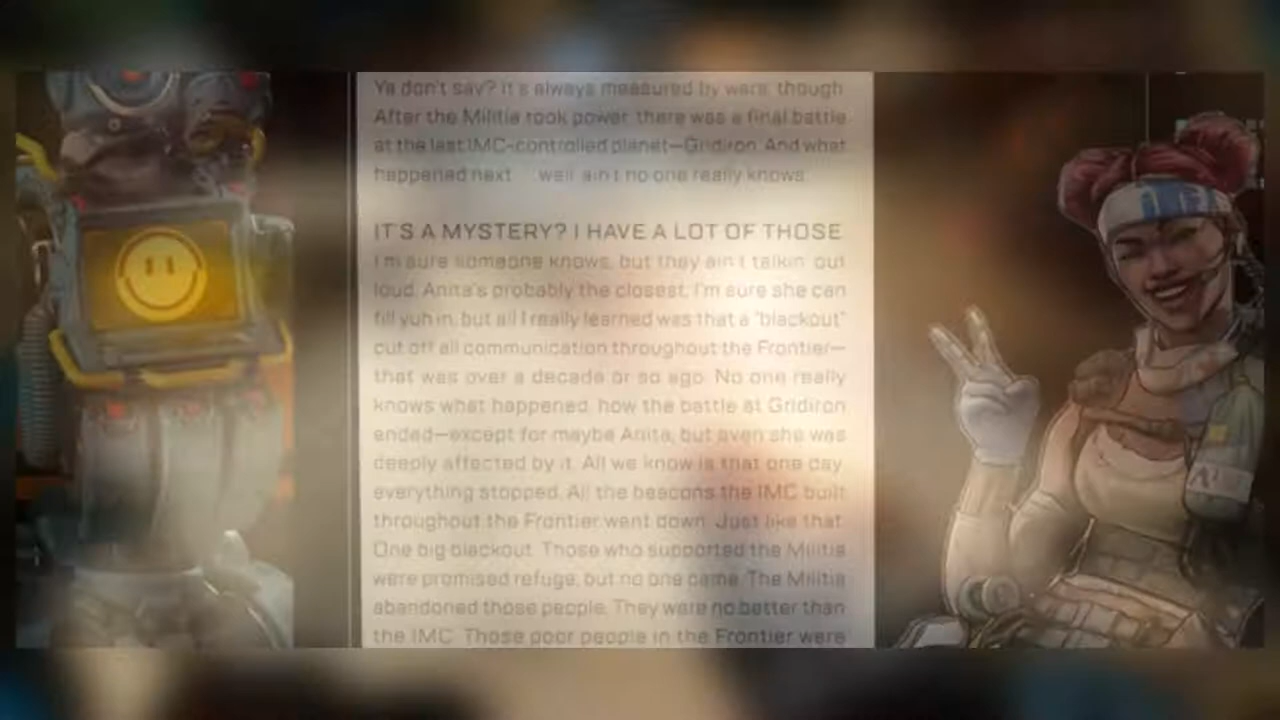 Ya don't say? It's always measured by wars, though.
After the Militia took power, there was a final battle
at the last IMC-controlled planet—Gridiron. And what
happened next... well ain't no one really knows.
IT'S A MYSTERY? I HAVE A LOT OF THOSE
I'm sure someone knows, but they ain't talkin' out
loud. Anita's probably the closest; I'm sure she can
fill yuh in, but all I really learned was that a "blackout"
cut off all communication throughout the Frontier—
that was over a decade or so ago. No one really
knows what happened, how the battle at Gridiron
ended—except for maybe Anita, but even she was
deeply affected by it. All we know is that one day
everything stopped. All the beacons the IMC built
throughout the Frontier went down. Just like that.
One big blackout. Those who supported the Militia
were promised refuge, but no one came. The Militia
abandoned those people. They were no better than
the IMC. Those poor people in the Frontier were